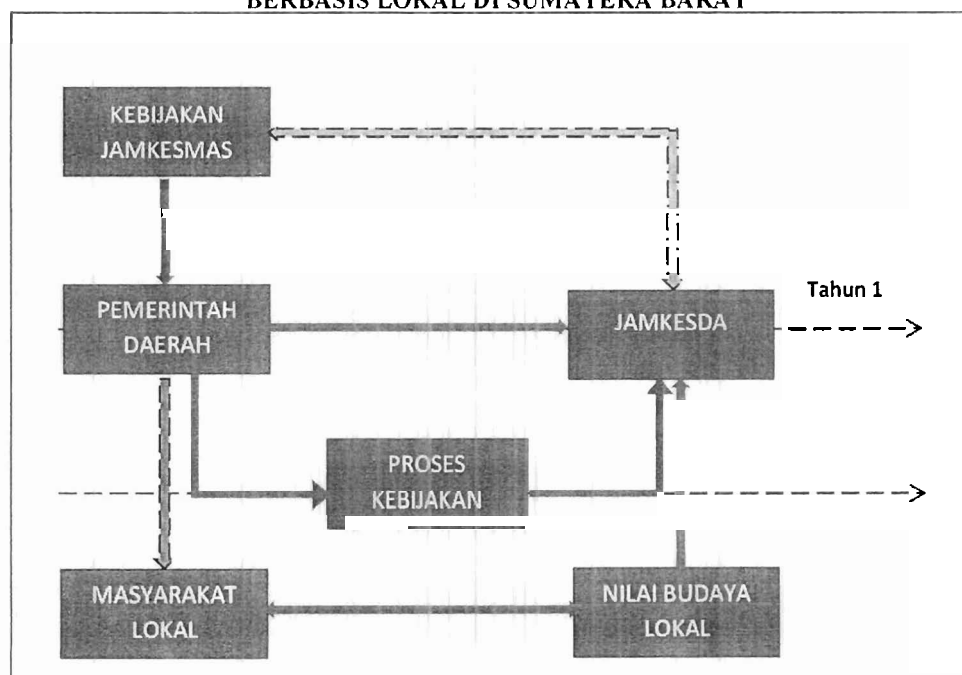 BERBASIS LOKAL DI SUMATERA BARAT
KEBIJAKAN
JAMKESMAS
PEMERINTAH
DAERAH
JAMKESDA
Tahun 1
PROSES
KEBIJAKAN
MASYARAKAT
LOKAL
NILAI BUDAYA
LOKAL